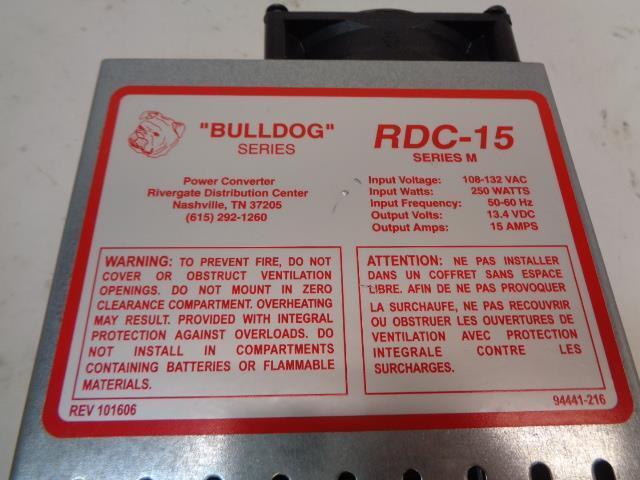 "BULLDOG"
SERIES
Power Converter
Rivergate Distribution Center
Nashville, TN 37205
(615) 292-1260
RDC-15
SERIES M
Input Voltage: 108-132 VAC
Input Watts: 250 WATTS
Input Frequency: 50-60 Hz
Output Volts: 13.4 VDC
Output Amps: 15 AMPS
WARNING: TO PREVENT FIRE, DO NOT
COVER OR OBSTRUCT VENTILATION
OPENINGS. DO NOT MOUNT IN ZERO
CLEARANCE COMPARTMENT. OVERHEATING
MAY RESULT. PROVIDED WITH INTEGRAL
PROTECTION AGAINST OVERLOADS. DO
NOT INSTALL IN COMPARTMENTS
CONTAINING BATTERIES OR FLAMMABLE
MATERIALS.
ATTENTION: NE PAS INSTALLER
DANS UN COFFRET SANS ESPACE
LIBRE. AFIN DE NE PAS PROVOQUER
LA SURCHAUFE, NE PAS RECOUVRIR
OU OBSTRUER LES OUVERTURES DE
VENTILATION AVEC PROTECTION
INTEGRALE CONTRE LES
SURCHARGES.
REV 101606
94441-216